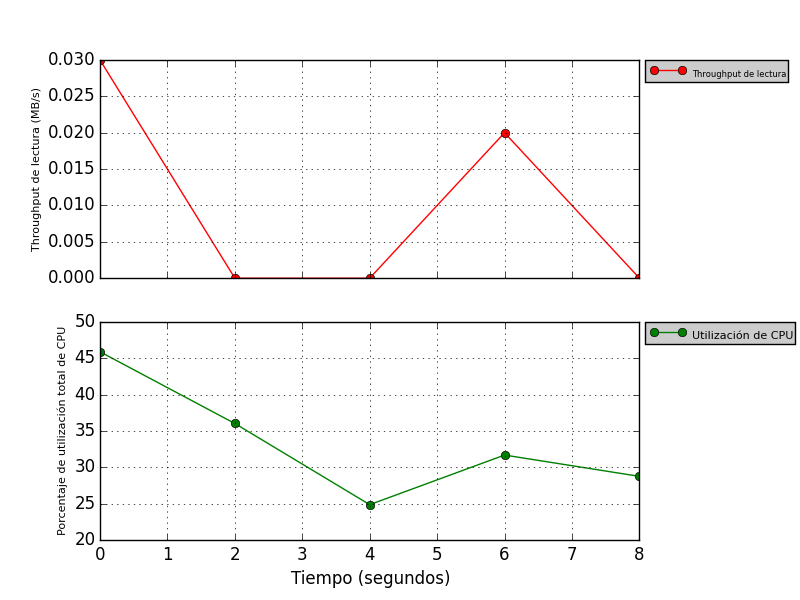 0.030
0.025
0.020
0.015
0.010
0.005
0.000
Throughput de lectura (MB/s)
Throughput de lectura
50
45
40
35
30
25
20
Porcentaje de utilización total de CPU
Utilización de CPU
0 1 2 3 4 5 6 7 8
Tiempo (segundos)